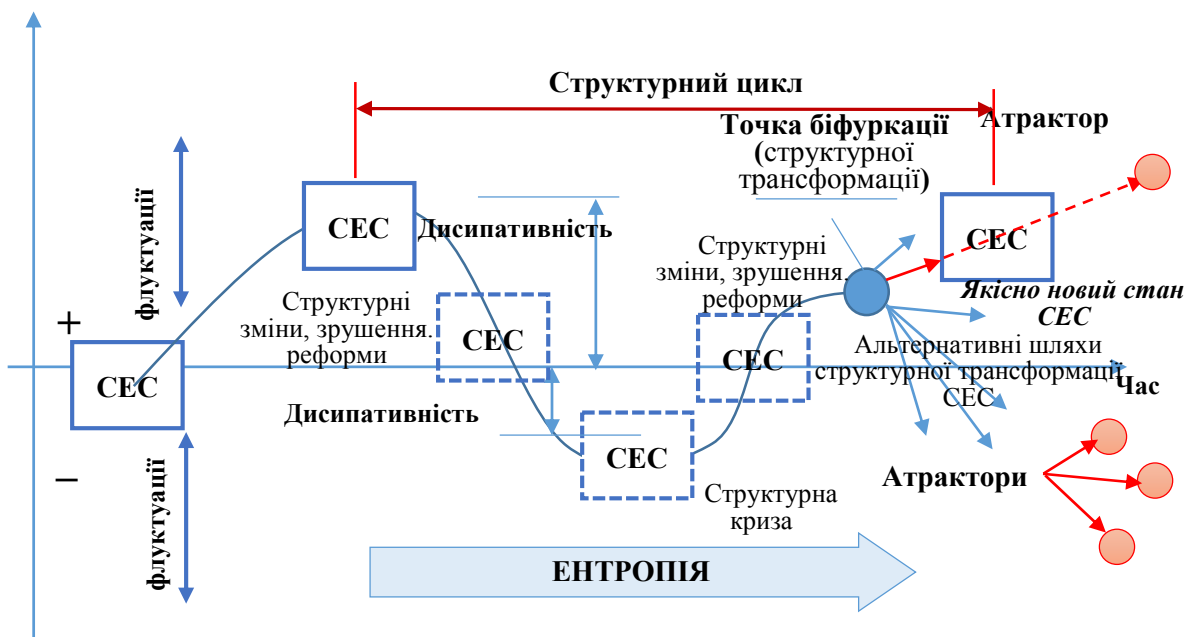 Структурний цикл
Точка біфуркації
(структурної
трансформації)
Атрактор
флуктуації
СЕС
Дисипативність
СЕС
Структурні
зміни, зрушення.
реформи
Якісно новий стан
СЕС
+
Структурні
зміни, зрушення.
реформи
СЕС
СЕС
СЕС
Альтернативні шляхи
структурної трансформації
СЕС
Час
Дисипативність
–
флуктуації
СЕС
Атрактори
Структурна
криза
ЕНТРОПІЯ